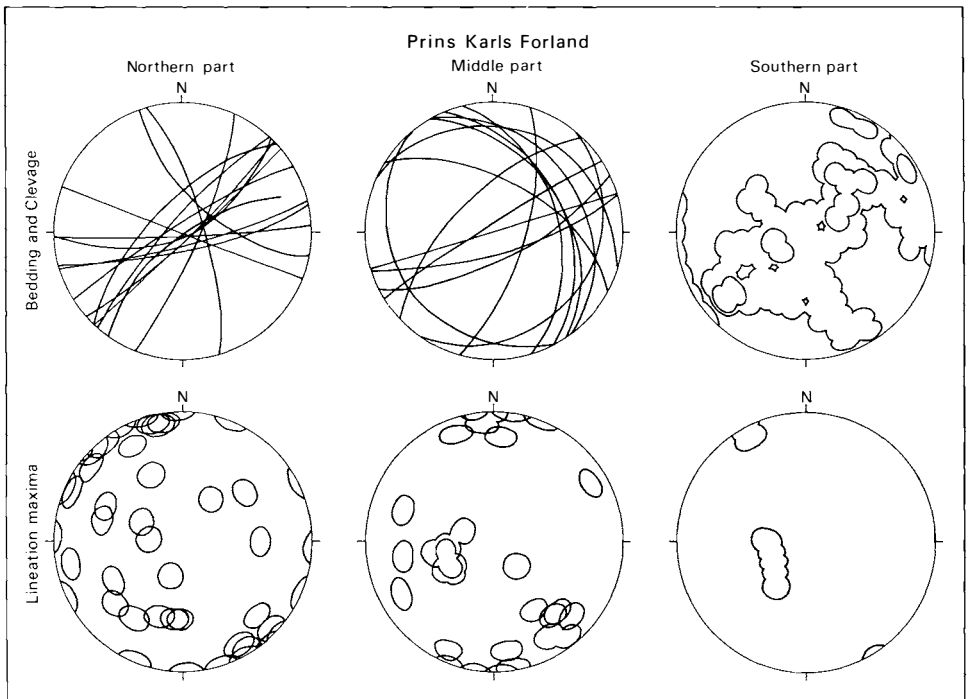 Prins Karls Forland
Northern part Middle part Southern part
N N N
Bedding and Clevage
N N N
Lineation maxima